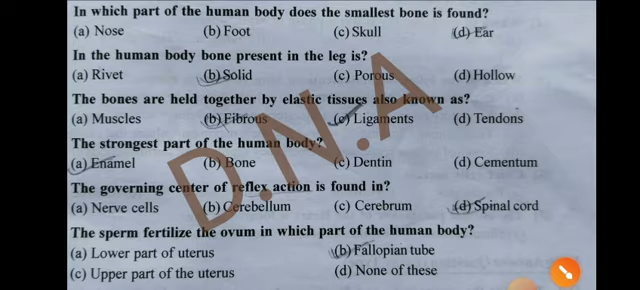 In which part of the human body does the smallest bone is found?
(a) Nose (b) Foot (c) Skull (d) Ear
In the human body bone present in the leg is?
(a) Rivet (b) Solid (c) Porous (d) Hollow
The bones are held together by elastic tissues also known as?
(a) Muscles (b) Fibrous (c) Ligaments (d) Tendons
The strongest part of the human body?
(a) Enamel (b) Bone (c) Dentin (d) Cementum
The governing center of reflex action is found in?
(a) Nerve cells (b) Cerebellum (c) Cerebrum (d) Spinal cord
The sperm fertilize the ovum in which part of the human body?
(a) Lower part of uterus (b) Fallopian tube
(c) Upper part of the uterus (d) None of these
D.N.A